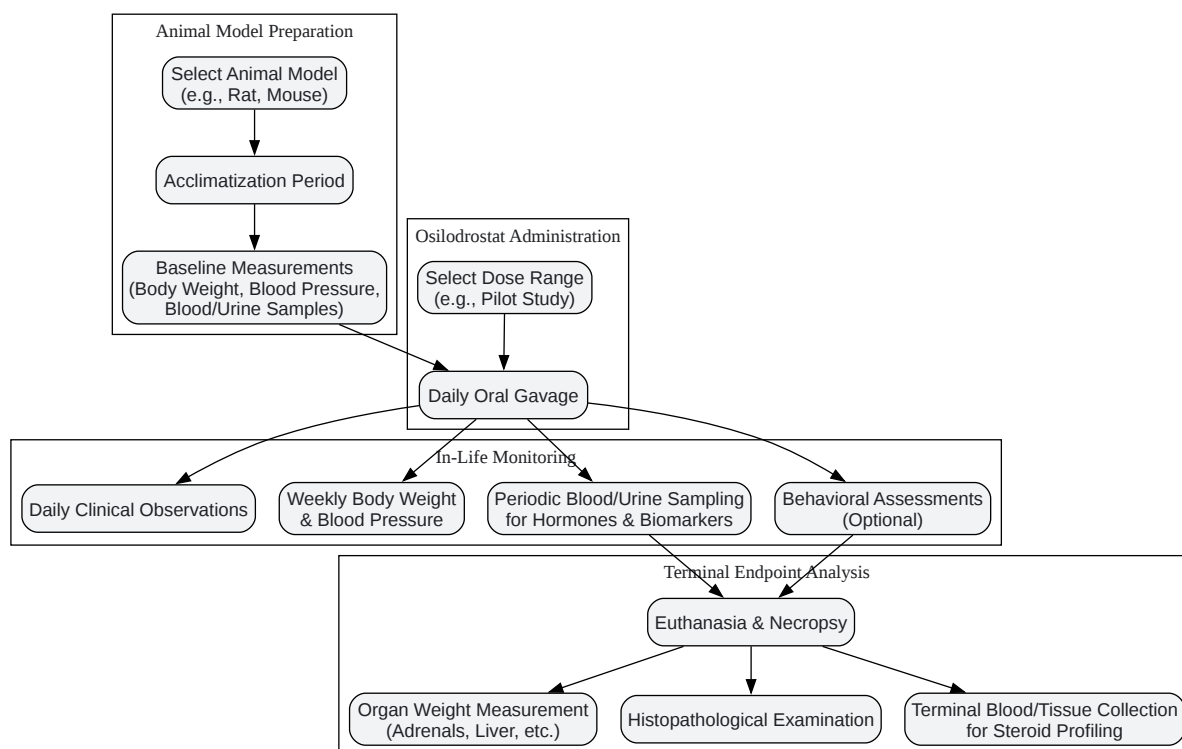 Animal Model Preparation
Select Animal Model
(e.g., Rat, Mouse)
Acclimatization Period
Baseline Measurements
(Body Weight, Blood Pressure,
Blood/Urine Samples)
Osilodrostat Administration
Select Dose Range
(e.g., Pilot Study)
Daily Oral Gavage
In-Life Monitoring
Daily Clinical Observations
Weekly Body Weight
& Blood Pressure
Periodic Blood/Urine Sampling
for Hormones & Biomarkers
Behavioral Assessments
(Optional)
Terminal Endpoint Analysis
Euthanasia & Necropsy
Organ Weight Measurement
(Adrenals, Liver, etc.)
Histopathological Examination
Terminal Blood/Tissue Collection
for Steroid Profiling